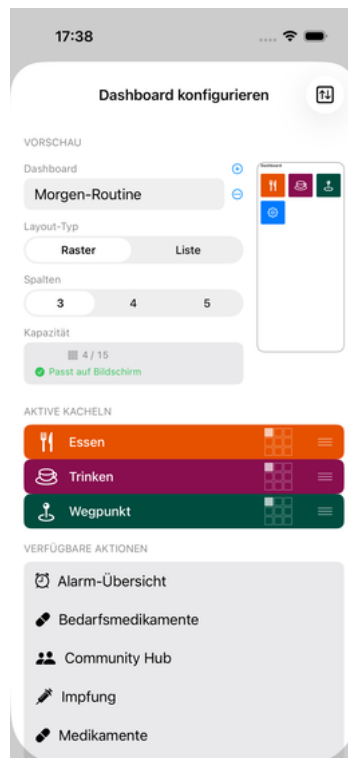 17:38
Dashboard konfigurieren
VORSCHAU
Dashboard
Morgen-Routine
Dashboard
Layout-Typ
Raster Liste
Spalten
3 4 5
Kapazität
4 / 15
Passt auf Bildschirm
AKTIVE KACHELN
Essen
Trinken
Wegpunkt
VERFÜGBARE AKTIONEN
Alarm-Übersicht
Bedarfsmedikamente
Community Hub
Impfung
Medikamente